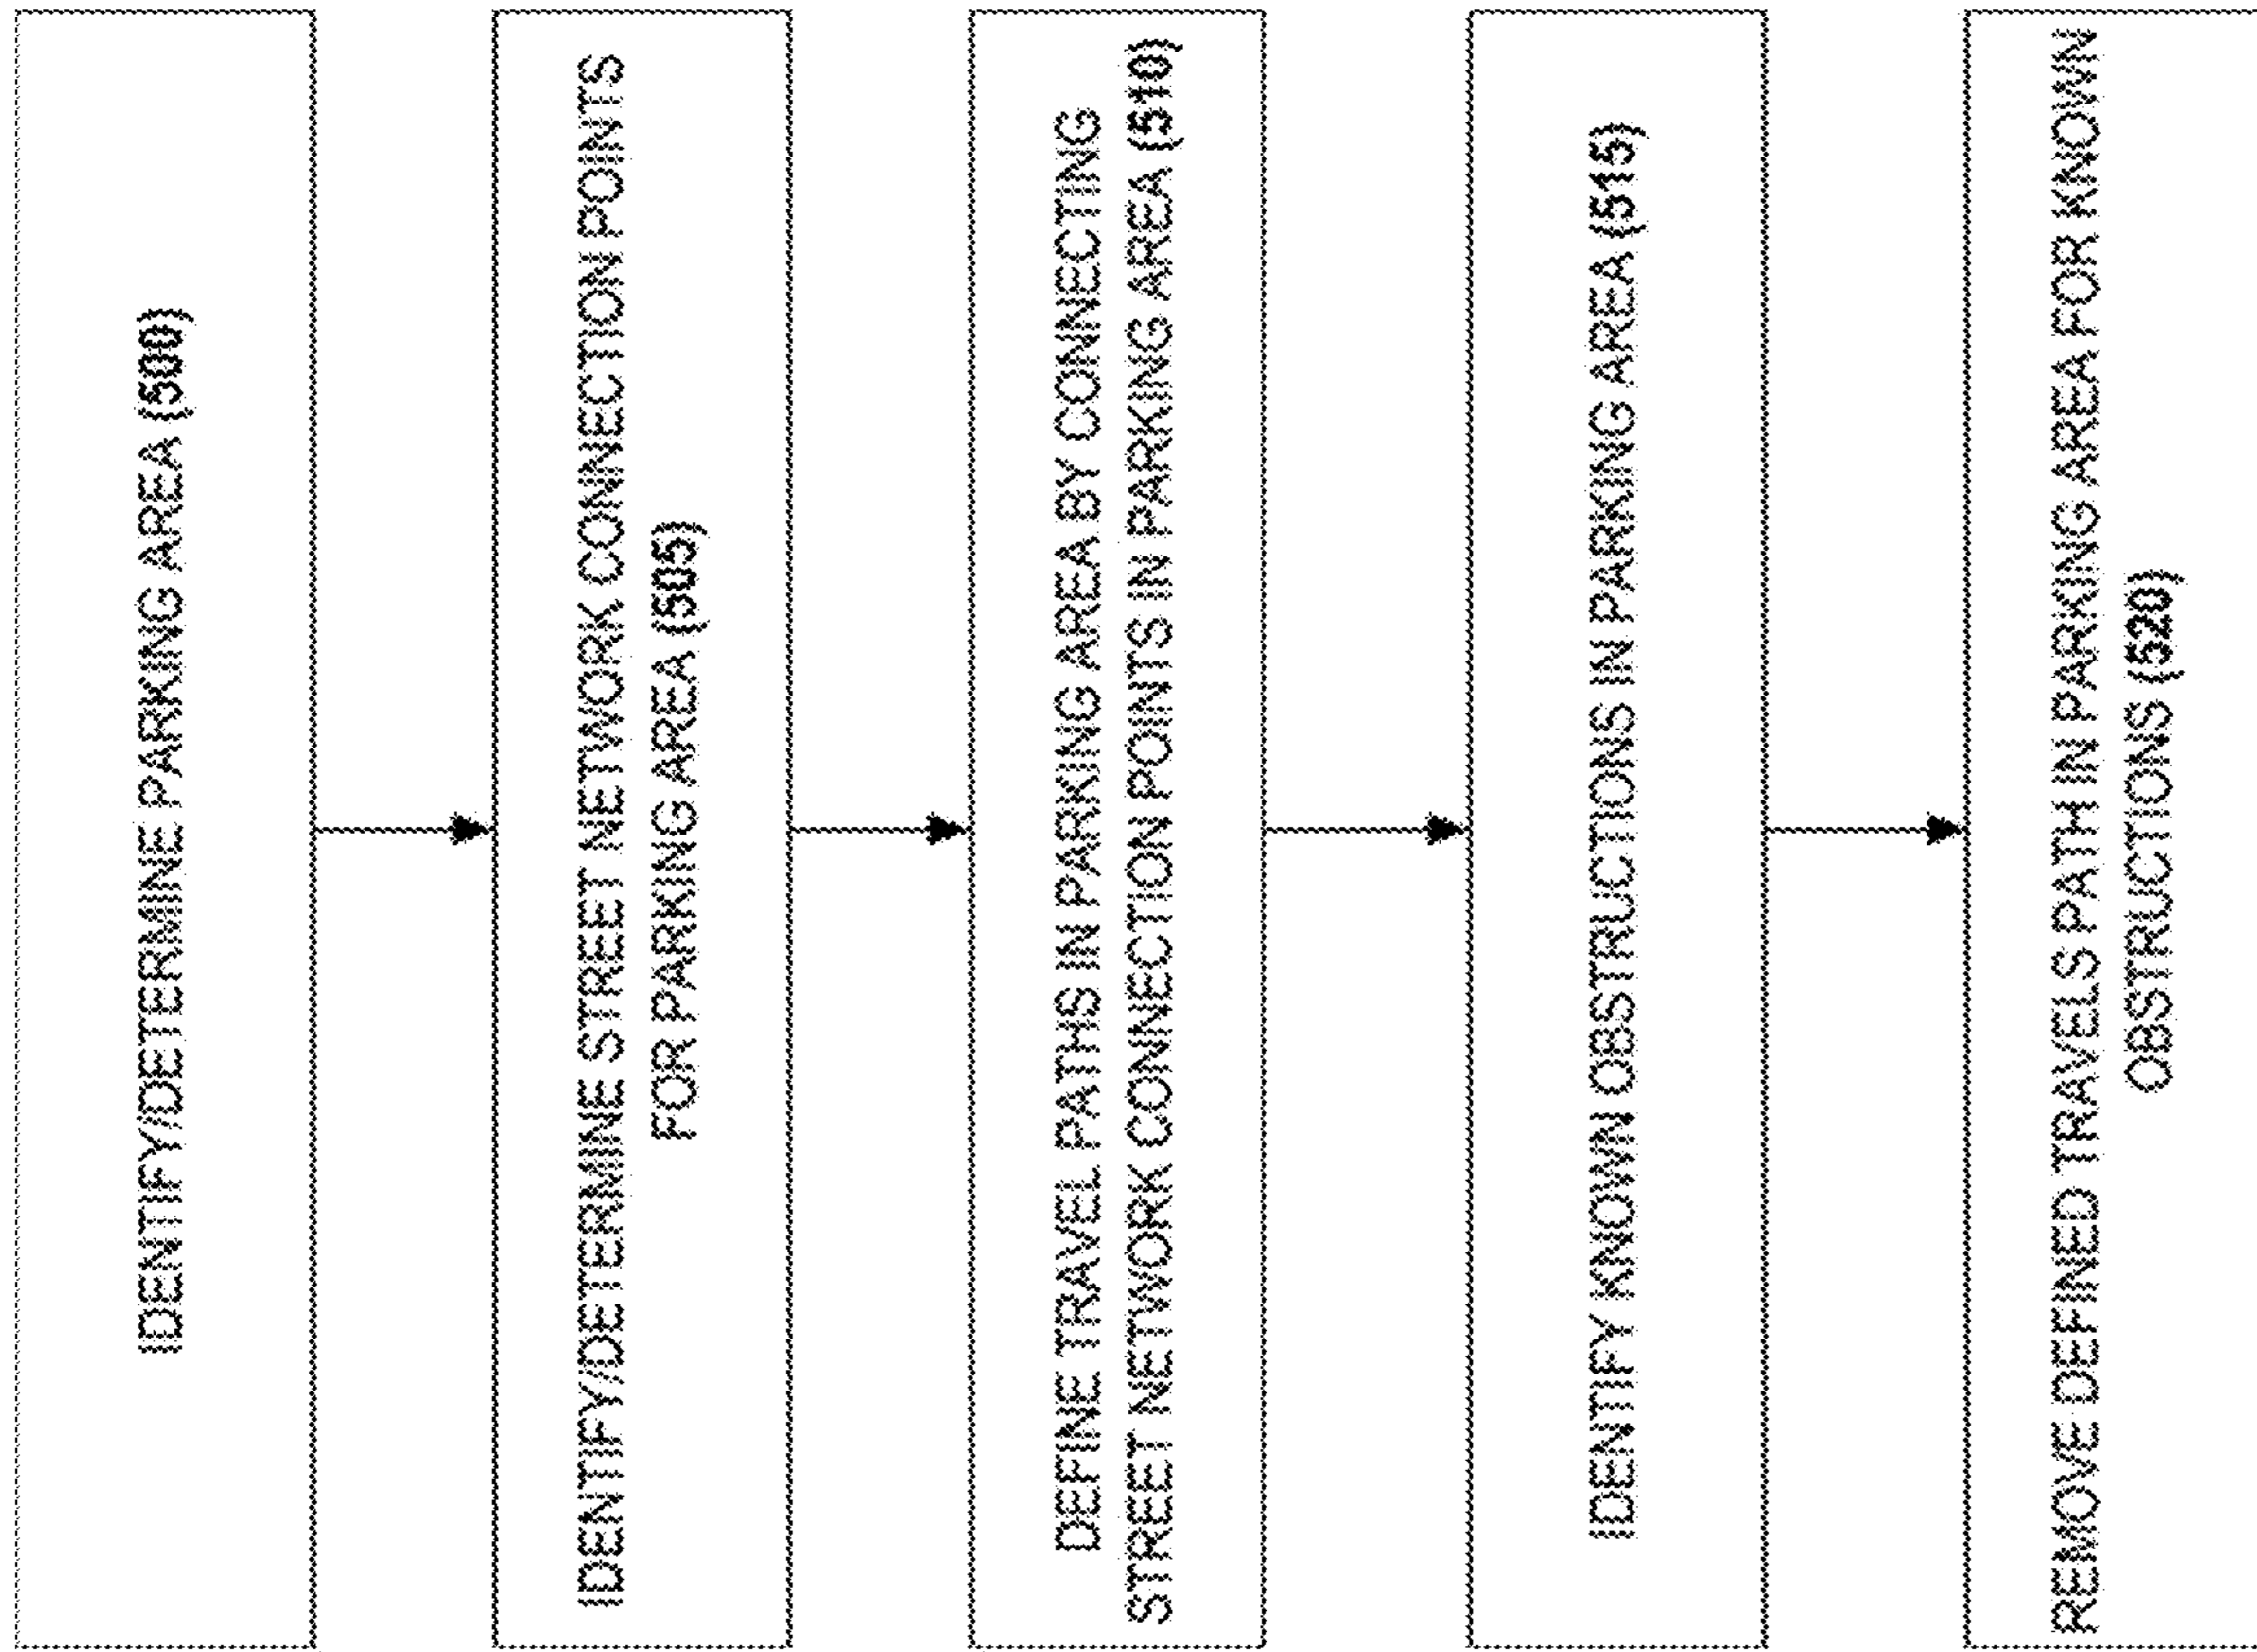 IDENTIFY/DETERMINE PARKING AREA (500)
IDENTIFY/DETERMINE STREET NETWORK CONNECTION POINTS
FOR PARKING AREA (505)
DEFINE TRAVEL PATHS IN PARKING AREA BY CONNECTING
STREET NETWORK CONNECTION POINTS IN PARKING AREA (510)
IDENTIFY KNOWN OBSTRUCTIONS IN PARKING AREA (515)
REMOVE DEFINED TRAVELS PATH IN PARKING AREA FOR KNOWN
OBSTRUCTIONS (520)